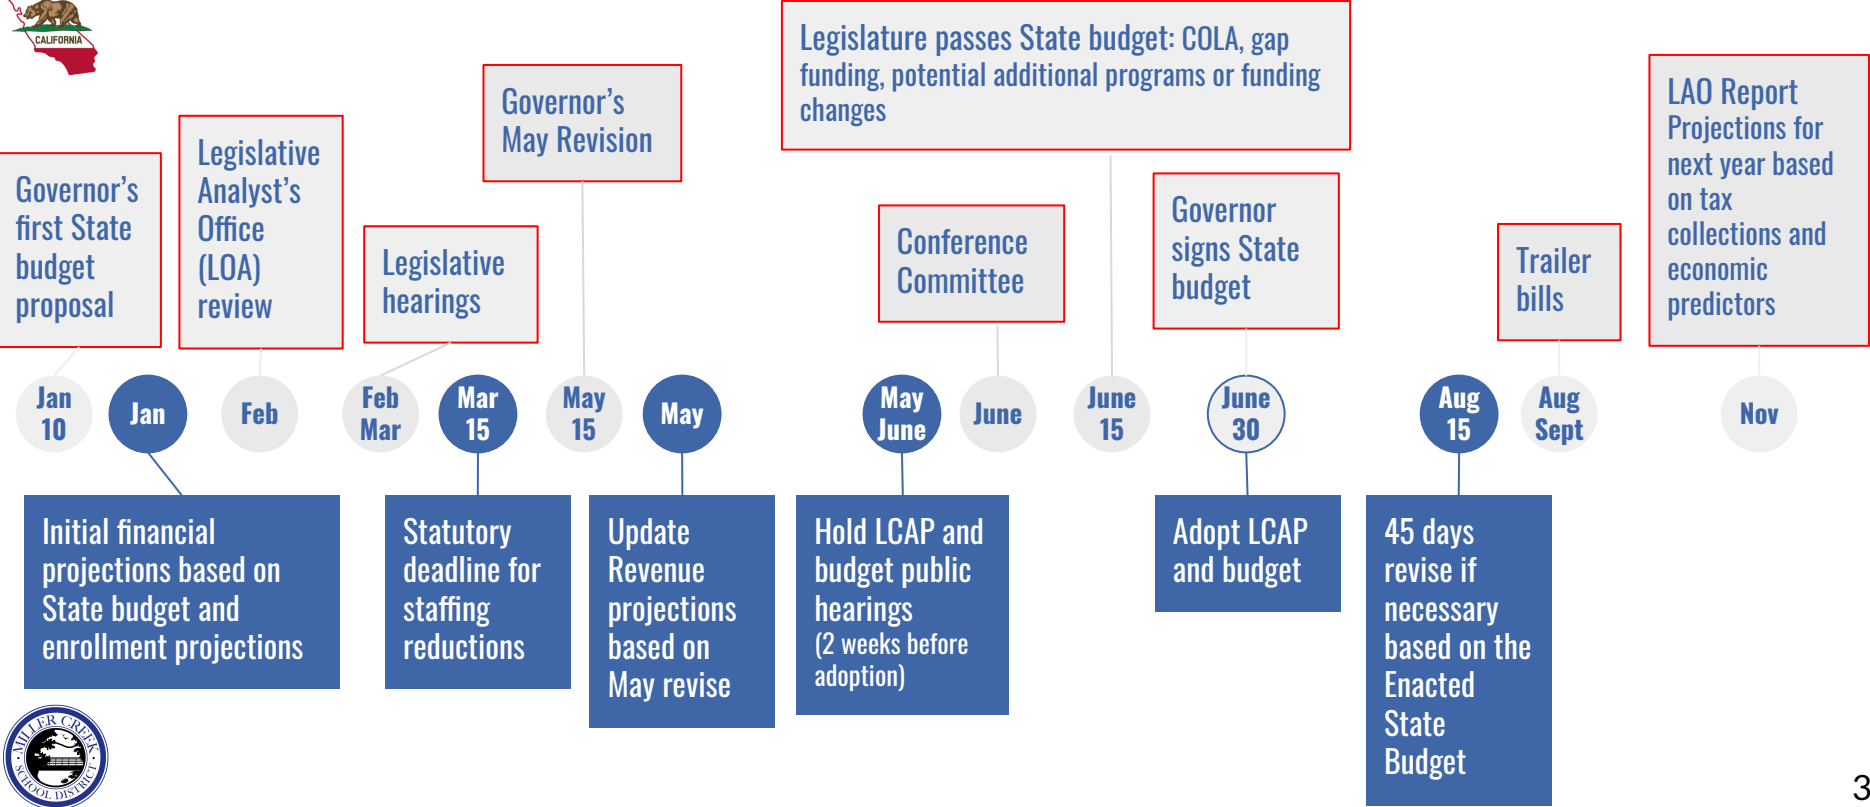 CALIFORNIA
Governor's
first State
budget
proposal
Legislative
Analyst's
Office
(LOA)
review
Legislative
hearings
Governor's
May Revision
Legislature passes State budget: COLA, gap
funding, potential additional programs or funding
changes
Conference
Committee
Governor
signs State
budget
Trailer
bills
LAO Report
Projections for
next year based
on tax
collections and
economic
predictors
Jan
10
Jan
Feb
Feb
Mar
Mar
15
May
15
May
May
June
June
June
15
June
30
Aug
15
Aug
Sept
Nov
Initial financial
projections based on
State budget and
enrollment projections
Statutory
deadline for
staffing
reductions
Update
Revenue
projections
based on
May revise
Hold LCAP and
budget public
hearings
(2 weeks before
adoption)
Adopt LCAP
and budget
45 days
revise if
necessary
based on the
Enacted
State
Budget
MILLER CREEK
SCHOOL DISTRICT
3